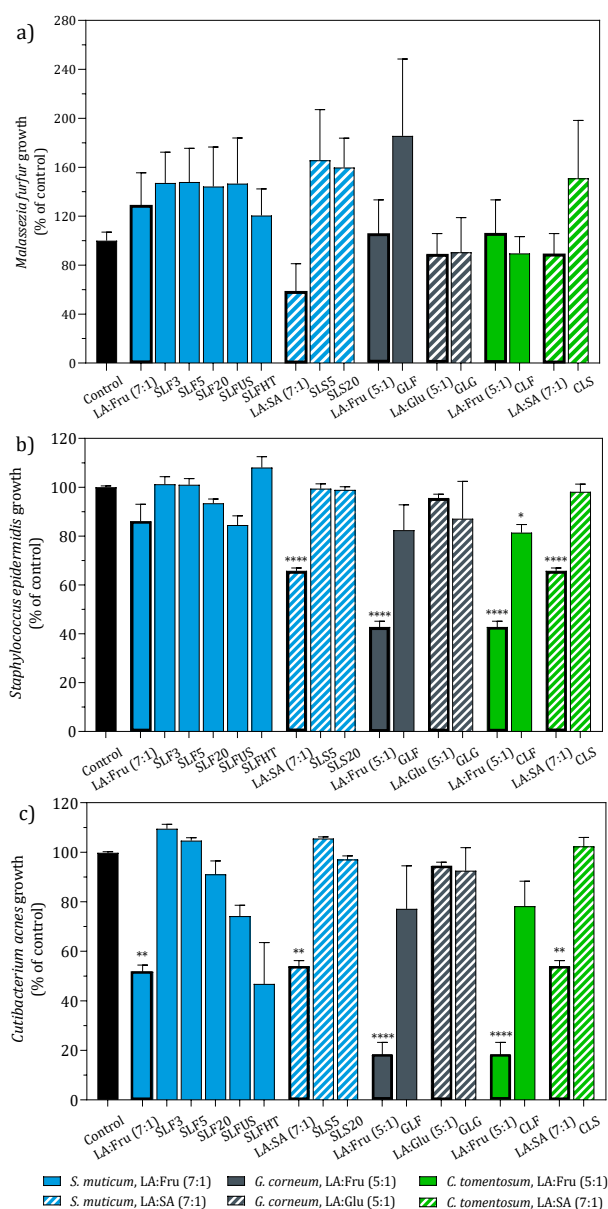 a)
Malassezia furfur growth
(% of control)
280
240
200
160
120
80
40
0
Control
LA:Fru (7:1)
SLF3
SLF5
SLF20
SLFUS
SLFHT
LA:SA (7:1)
SLS5
SLS20
LA:Fru (5:1)
GLF
LA:Glu (5:1)
GLG
LA:Fru (5:1)
CLF
LA:SA (7:1)
CLS
b)
Staphylococcus epidermidis growth
(% of control)
120
100
80
60
40
20
0
****
****
****
*
****
Control
LA:Fru (7:1)
SLF3
SLF5
SLF20
SLFUS
SLFHT
LA:SA (7:1)
SLS5
SLS20
LA:Fru (5:1)
GLF
LA:Glu (5:1)
GLG
LA:Fru (5:1)
CLF
LA:SA (7:1)
CLS
c)
Cutibacterium acnes growth
(% of control)
120
100
80
60
40
20
0
**
**
****
****
**
Control
LA:Fru (7:1)
SLF3
SLF5
SLF20
SLFUS
SLFHT
LA:SA (7:1)
SLS5
SLS20
LA:Fru (5:1)
GLF
LA:Glu (5:1)
GLG
LA:Fru (5:1)
CLF
LA:SA (7:1)
CLS
S. muticum, LA:Fru (7:1)
G. corneum, LA:Fru (5:1)
C. tomentosum, LA:Fru (5:1)
S. muticum, LA:SA (7:1)
G. corneum, LA:Glu (5:1)
C. tomentosum, LA:SA (7:1)